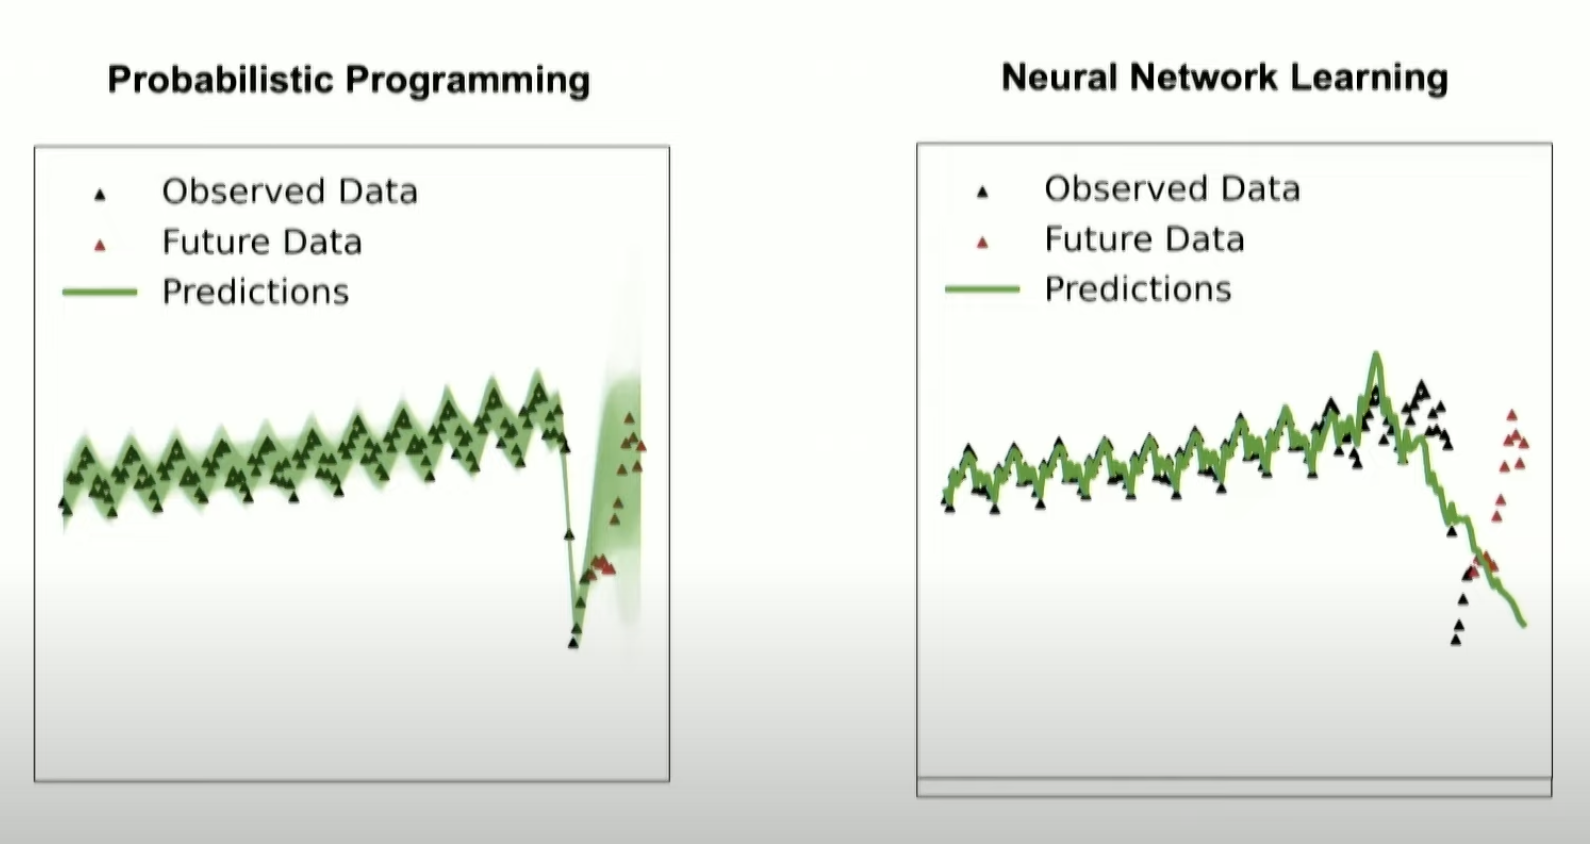 Probabilistic Programming
Observed Data
Future Data
Predictions
Neural Network Learning
Observed Data
Future Data
Predictions